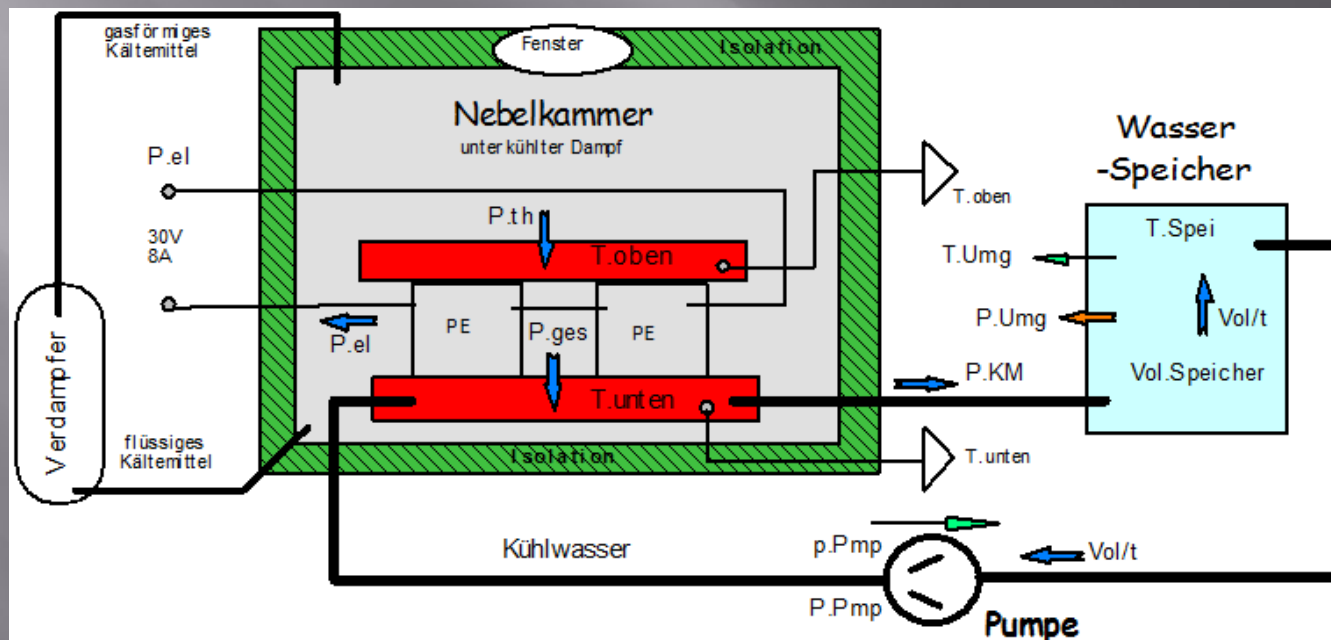 gasförmiges
Kältemittel
Fenster
Isolation
Nebelkammer
unterkühlter Dampf
Wasser
-Speicher
P.el
30V
8A
P.th
T.oben
T.oben
T.Spei
T.Umg
P.Umg
Vol/t
Vol.Speicher
P.el
PE
P.ges
PE
P.KM
T.unten
T.unten
Verdampfer
flüssiges
Kältemittel
Isolation
Kühlwasser
p.Pmp
P.Pmp
Vol/t
Pumpe